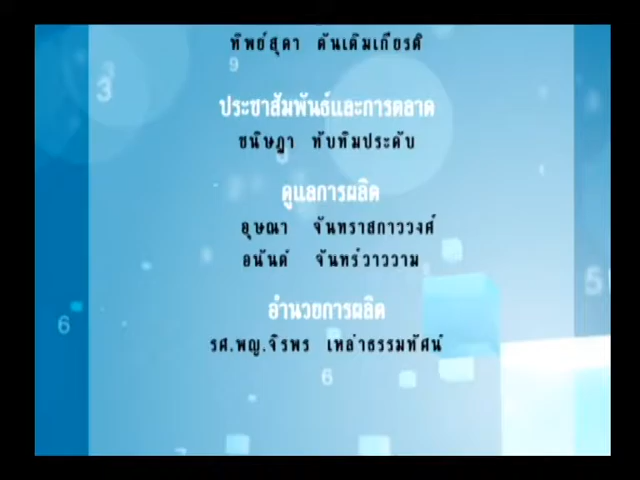 ทิพย์สุดา ตันเติมเกียรติ
9
3
ประชาสัมพันธ์และการตลาด
ชนิษฎา ทับทิมประดับ
ดูแลการผลิต
อุษณา จันทราสภาววงศ์
อนันต์ จันทร์วาววาม
5
อำนวยการผลิต
6
รศ.พญ.จิรพร เหล่าธรรมทัศน์
6